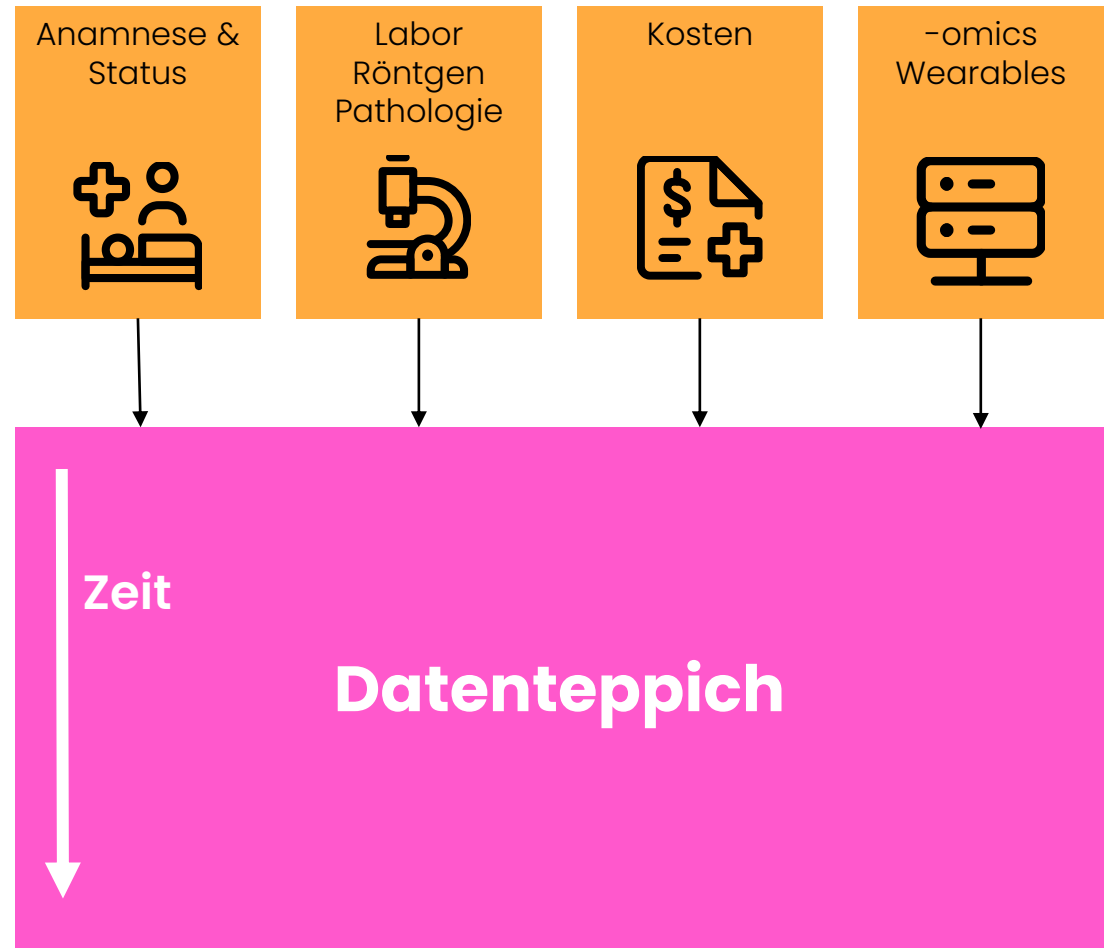 Anamnese &
Status
Labor
Röntgen
Pathologie
Kosten
-omics
Wearables
$
Zeit
Datenteppich